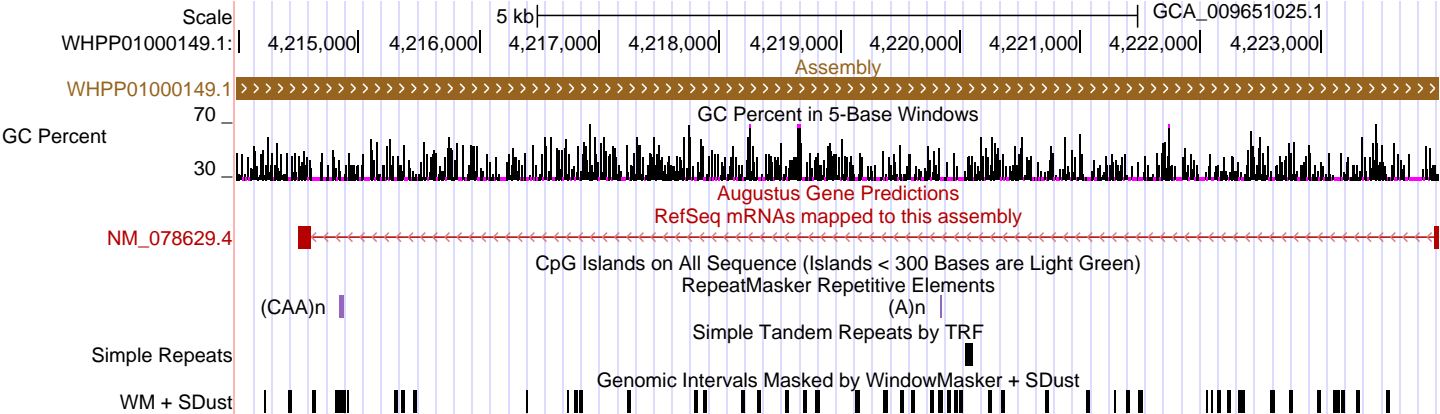 Scale 5 kb GCA_009651025.1
WHPP01000149.1: 4,215,000 4,216,000 4,217,000 4,218,000 4,219,000 4,220,000 4,221,000 4,222,000 4,223,000
Assembly
WHPP01000149.1
GC Percent in 5-Base Windows
70
GC Percent
30
Augustus Gene Predictions
RefSeq mRNAs mapped to this assembly
NM_078629.4
CpG Islands on All Sequence (Islands < 300 Bases are Light Green)
RepeatMasker Repetitive Elements
(CAA)n (A)n
Simple Tandem Repeats by TRF
Simple Repeats
Genomic Intervals Masked by WindowMasker + SDust
WM + SDust